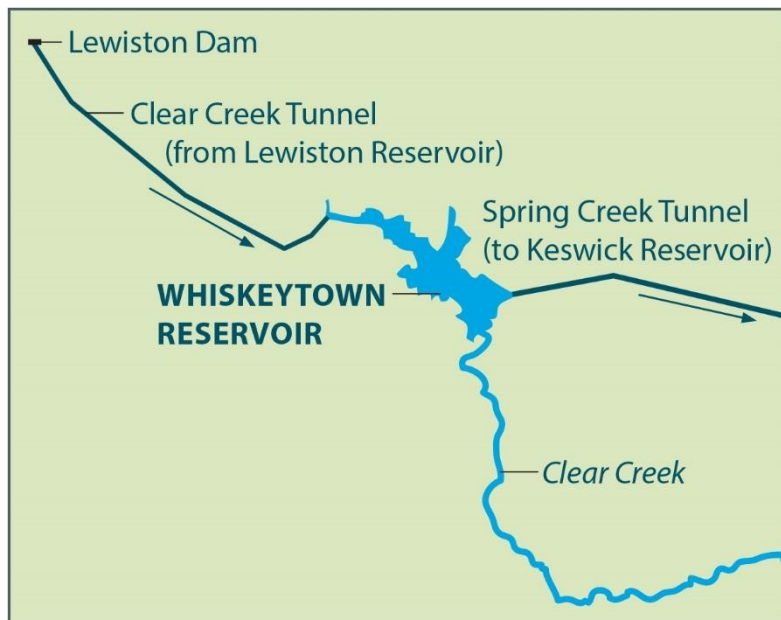 Lewiston Dam
Clear Creek Tunnel
(from Lewiston Reservoir)
Spring Creek Tunnel
(to Keswick Reservoir)
WHISKEYTOWN
RESERVOIR
Clear Creek